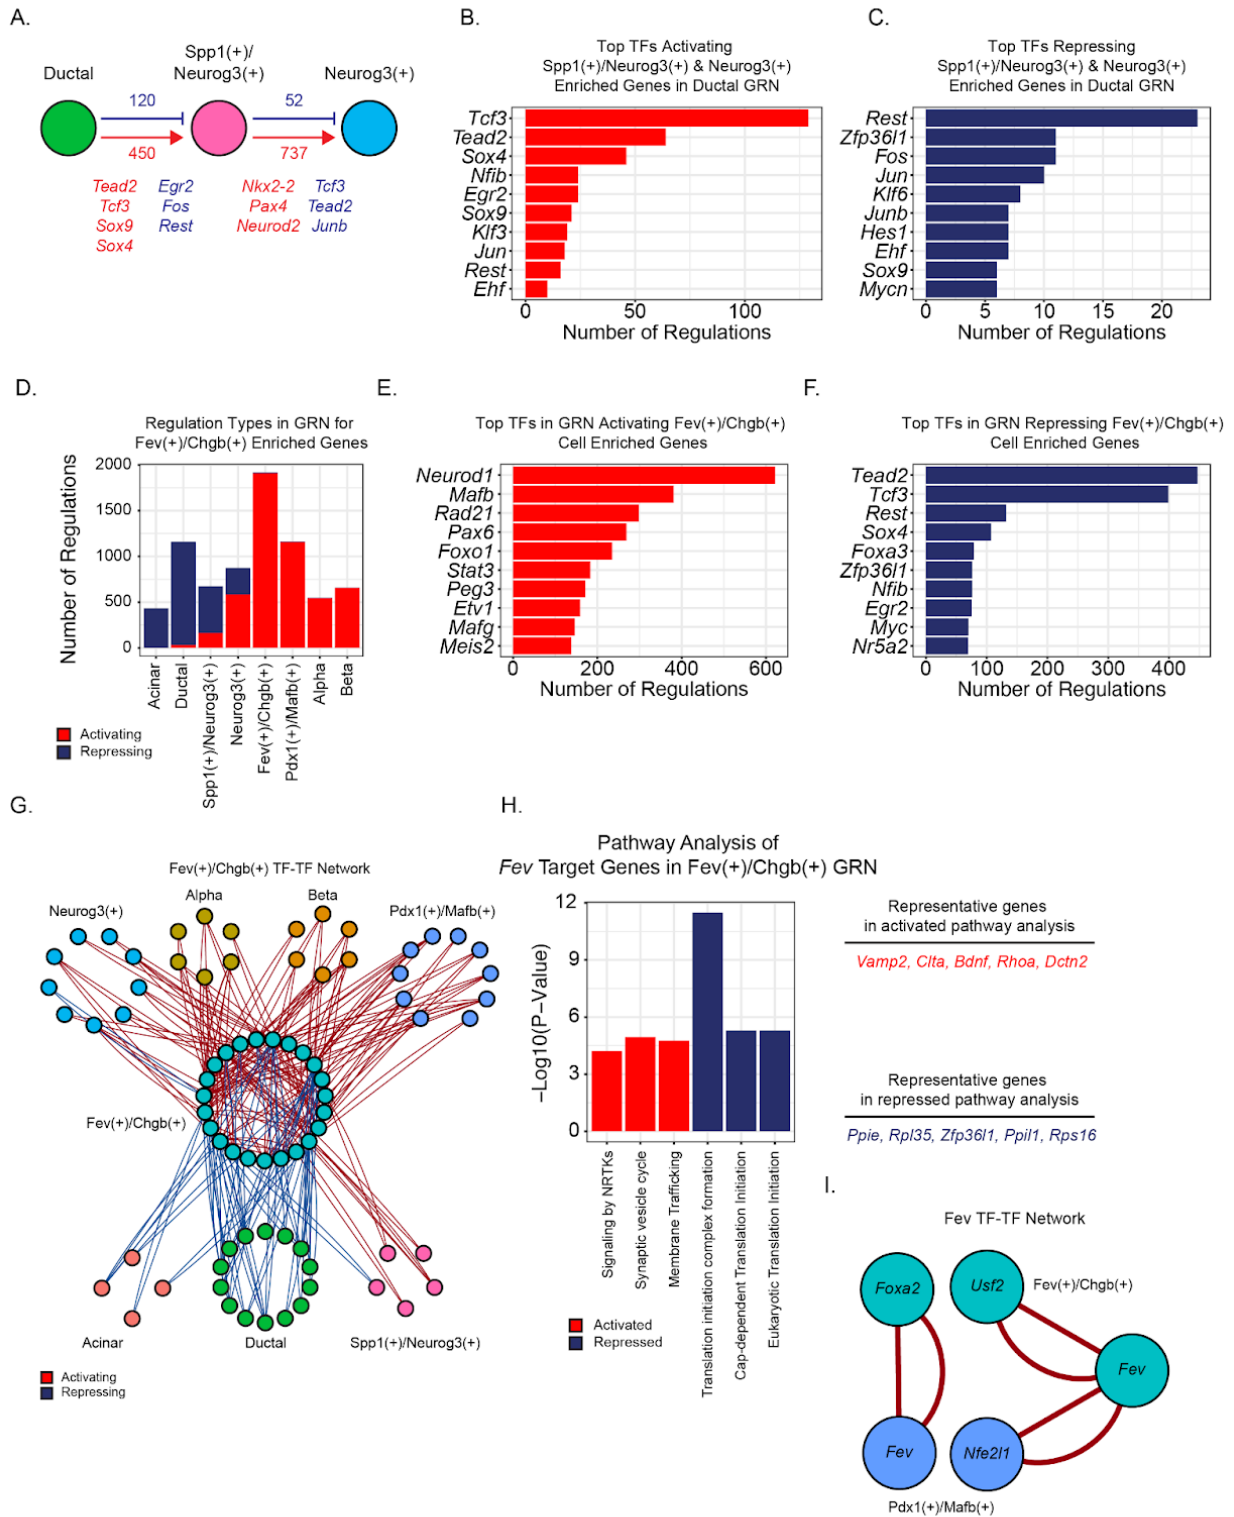 A.
Ductal
Spp1(+)/
Neurog3(+)
Neurog3(+)
120
52
450
737
Tead2
Tcf3
Sox9
Sox4
Egr2
Fos
Rest
Nkx2-2
Pax4
Neurod2
Tcf3
Tead2
Junb
B.
Top TFs Activating
Spp1(+)/Neurog3(+) & Neurog3(+)
Enriched Genes in Ductal GRN
Tcf3
Tead2
Sox4
Nfib
Egr2
Sox9
Klf3
Jun
Rest
Ehf
0 50 100
Number of Regulations
C.
Top TFs Repressing
Spp1(+)/Neurog3(+) & Neurog3(+)
Enriched Genes in Ductal GRN
Rest
Zfp36l1
Fos
Jun
Klf6
Junb
Hes1
Ehf
Sox9
Mycn
0 5 10 15 20
Number of Regulations
D.
Regulation Types in GRN for
Fev(+)/Chgb(+) Enriched Genes
Number of Regulations
2000
1500
1000
500
0
Acinar
Ductal
Spp1(+)/Neurog3(+)
Neurog3(+)
Fev(+)/Chgb(+)
Pdx1(+)/Mafb(+)
Alpha
Beta
Activating
Repressing
E.
Top TFs in GRN Activating Fev(+)/Chgb(+)
Cell Enriched Genes
Neurod1
Mafb
Rad21
Pax6
Foxo1
Stat3
Peg3
Etv1
Mafg
Meis2
0 200 400 600
Number of Regulations
F.
Top TFs in GRN Repressing Fev(+)/Chgb(+)
Cell Enriched Genes
Tead2
Tcf3
Rest
Sox4
Foxa3
Zfp36l1
Nfib
Egr2
Myc
Nr5a2
0 100 200 300 400
Number of Regulations
G.
Fev(+)/Chgb(+) TF-TF Network
Neurog3(+)
Alpha
Beta
Pdx1(+)/Mafb(+)
Fev(+)/Chgb(+)
Acinar
Ductal
Spp1(+)/Neurog3(+)
Activating
Repressing
H.
Pathway Analysis of
Fev Target Genes in Fev(+)/Chgb(+) GRN
−Log10(P−Value)
12
9
6
3
0
Signaling by NRTKs
Synaptic vesicle cycle
Membrane Trafficking
Translation initiation complex formation
Cap-dependent Translation Initiation
Eukaryotic Translation Initiation
Activated
Repressed
Representative genes
in activated pathway analysis
Vamp2, Clta, Bdnf, Rhoa, Dctn2
Representative genes
in repressed pathway analysis
Ppie, Rpl35, Zfp36l1, Ppil1, Rps16
I.
Fev TF-TF Network
Foxa2
Usf2
Fev(+)/Chgb(+)
Fev
Fev
Nfe2l1
Pdx1(+)/Mafb(+)